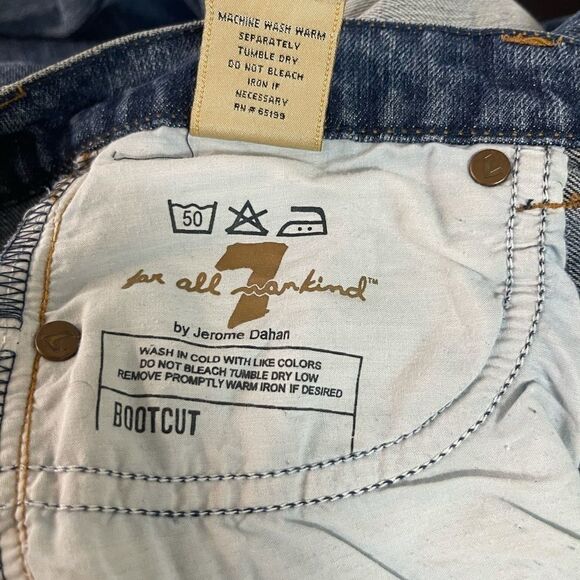 MACHINE WASH WARM
SEPARATELY
TUMBLE DRY
DO NOT BLEACH
IRON IF
NECESSARY
RN# 65199
50
7
for all mankind™
by Jerome Dahan
WASH IN COLD WITH LIKE COLORS
DO NOT BLEACH TUMBLE DRY LOW
REMOVE PROMPTLY WARM IRON IF DESIRED
BOOTCUT